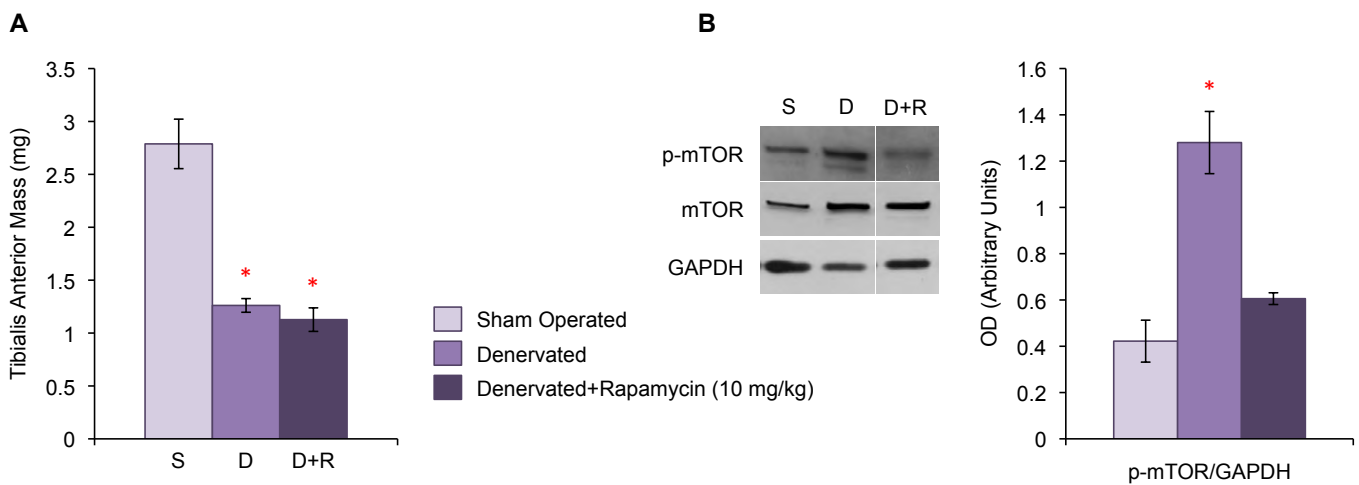 A
Tibialis Anterior Mass (mg)
3.5
3
2.5
2
1.5
1
0.5
0
*
*
S D D+R
Sham Operated
Denervated
Denervated+Rapamycin (10 mg/kg)
B
S D D+R
p-mTOR
mTOR
GAPDH
OD (Arbitrary Units)
1.6
1.4
1.2
1
0.8
0.6
0.4
0.2
0
*
p-mTOR/GAPDH